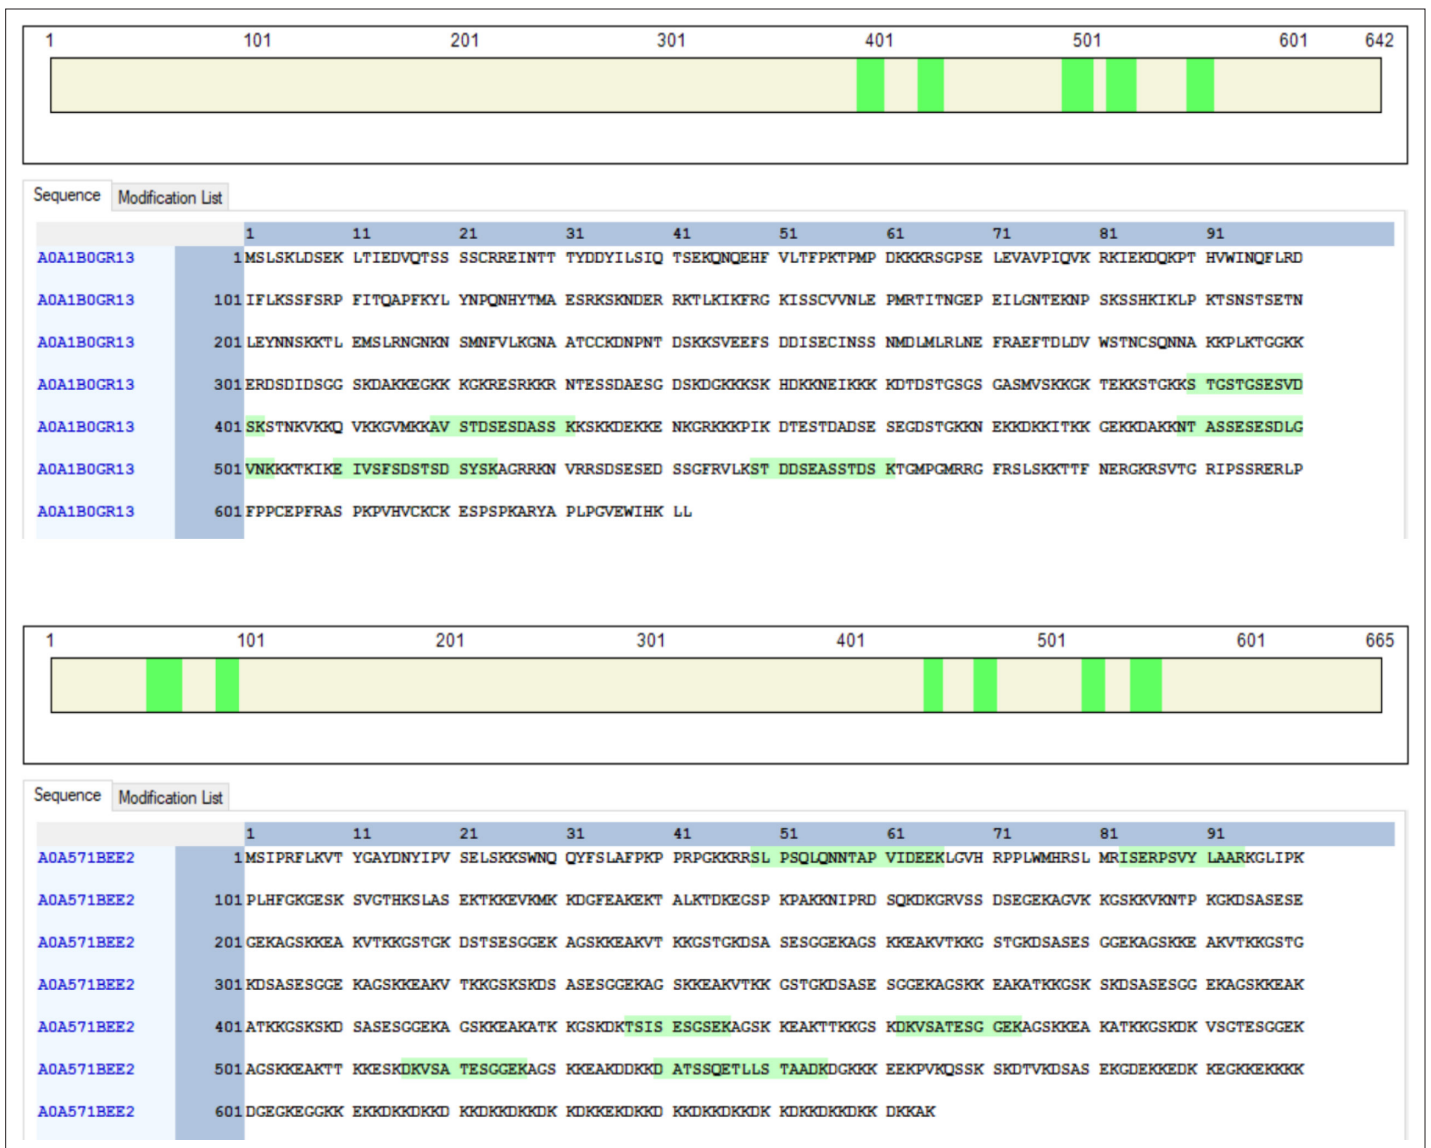 1 101 201 301 401 501 601 642
Sequence Modification List
1 11 21 31 41 51 61 71 81 91
A0A1B0GR13 1 MSLSKLDSEK LTIEDVQTSS SSCRREINTT TYDDYILSIQ TSEKQNQEHF VLTFPKTPMP DKKKRSGPSE LEVAVPIQVK RKIEKDQKPT HVWINQFLRD
A0A1B0GR13 101 IFLKSSFSRP FITQAPFKYL YNPQNHYTMA ESRKSKNDER RKTLKIKFRG KISSCVVNLE PMRTITNGEP EILGNTEKNP SKSSHKIKLP KTSNSTSETN
A0A1B0GR13 201 LEYNNSKKTL EMSLRNGNKN SMNFVLKGNA ATCCKDNPNT DSKKSVEEFS DDISECINSS NMDLMLRLNE FRAEFTDLDV WSTNCSQNNA KKPLKTGGKK
A0A1B0GR13 301 ERDSDIDSGG SKDAKKEGKK KGKRESRKKR NTESSDAESG DSKDGKKKSK HDKKNEIKKK KDTDSTGSGS GASMVSKKGK TEKKSTGKKS TGSTGSESVD
A0A1B0GR13 401 SKSTNKVKKQ VKKGVMKKAV STDSESDASS KKSKKDEKKE NKGRKKKPIK DTESTDADSE SEGDSTGKKN EKKDKKITKK GEKKDAKKNT ASSESESDLG
A0A1B0GR13 501 VNKKKTKIKE EIVSFSDSTSD SYSKAGRRKN VRRSDSESED SSGFRVLKST DDSEASSTDS KTGMPGMRRG FRSLSKKTTF NERGKRSVTG RIPSSRERLP
A0A1B0GR13 601 FPPCEPFRAS PKPVHVCKCK ESPSPKARYA PLPGVEWIHK LL
1 101 201 301 401 501 601 665
Sequence Modification List
1 11 21 31 41 51 61 71 81 91
A0A571BEE2 1 MSIPRFLKVT YGAYDNYIPV SELSKKSWNQ QYFSLAFPKP PRPGKKRRSL PSQLQNNTAP VIDEEKLGVH RPPLWMHRSL MRISERPSVY LAARKGLIPK
A0A571BEE2 101 PLHFGKGESK SVGTHKSLAS EKTKKEVKMK KDGFEAKEKT ALKTDKEGSP KPAKKNIPRD SQKDKGRVSS DSEGEKAGVK KGSKKVKNTP KGKDSASESE
A0A571BEE2 201 GEKAGSKKEA KVTKKGSTGK DSTSESGGEK AGSKKEAKVT KKGSTGKDSA SESGGEKAGS KKEAKVTKKG STGKDSASES GGEKAGSKKE AKVTKKGSTG
A0A571BEE2 301 KDSASESGGE KAGSKKEAKV TKKGSKSKDS ASESGGEKAG SKKEAKVTKK GSTGKDSASE SGGEKAGSKK EAKATKKGSK SKDSASESGG EKAGSKKEAK
A0A571BEE2 401 ATKKGSKSKD SASESGGEKA GSKKEAKATK KGSKDKTSIS ESGSEKAGSK KEAKTTKKGS KDKVSATESG GEKAGSKKEA KATKKGSKDK VSGTESGGEK
A0A571BEE2 501 AGSKKEAKTT KKESKDKVSA TESGGEKAGS KKEAKDDKKD ATSSQETLLS TAADKDGKKK EEKPVKQSSK SKDTVKDSAS EKGDEKKEDK KEGKKEKKKK
A0A571BEE2 601 DGEGKEGGKK EKKDKKDKKD KKDKKDKKDK KDKKEKDKKD KKDKKDKKDK KDKKDKKDKK DKKAK